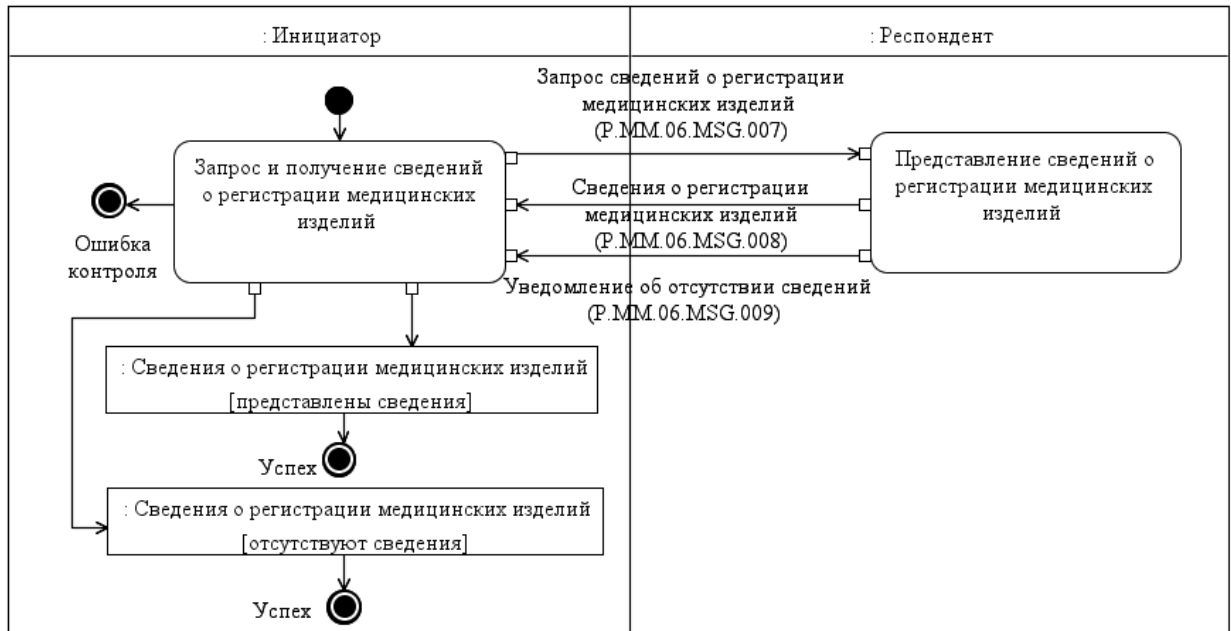 : Инициатор
: Респондент
Запрос сведений о регистрации
медицинских изделий
(P.MM.06.MSG.007)
Запрос и получение сведений
о регистрации медицинских
изделий
Представление сведений о
регистрации медицинских
изделий
Сведения о регистрации
медицинских изделий
(P.MM.06.MSG.008)
Ошибка
контроля
Уведомление об отсутствии сведений
(P.MM.06.MSG.009)
: Сведения о регистрации медицинских изделий
[представлены сведения]
Успех
: Сведения о регистрации медицинских изделий
[отсутствуют сведения]
Успех